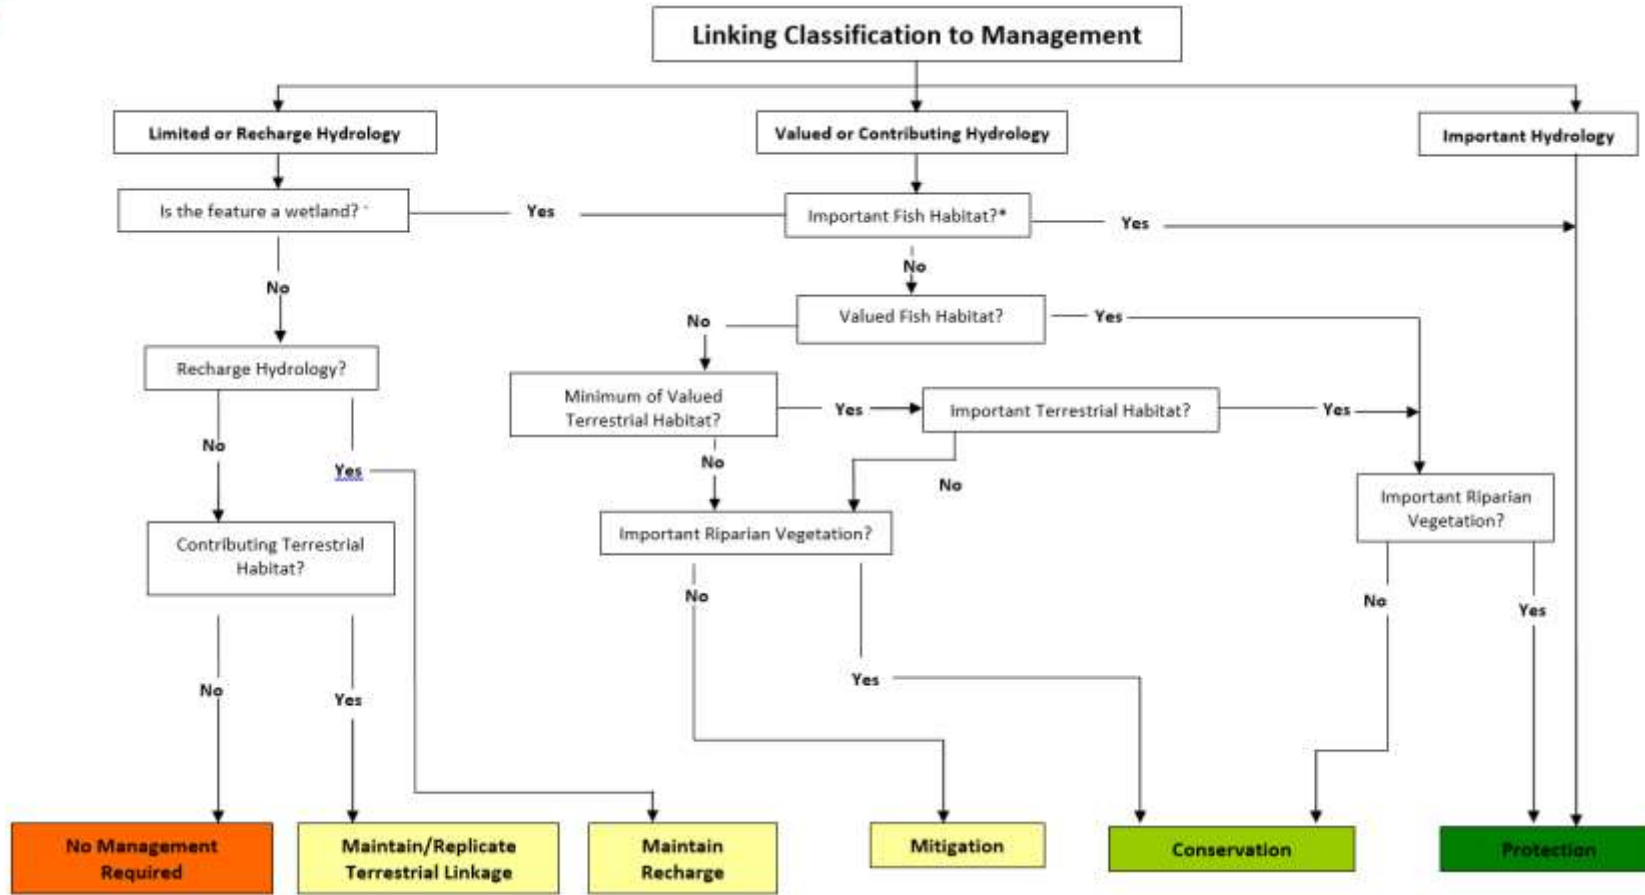 Linking Classification to Management
Limited or Recharge Hydrology
Valued or Contributing Hydrology
Important Hydrology
Is the feature a wetland?
Yes
Important Fish Habitat?*
Yes
No
No
Valued Fish Habitat?
Yes
No
Recharge Hydrology?
Minimum of Valued
Terrestrial Habitat?
Yes
Important Terrestrial Habitat?
Yes
No
Yes
No
No
Important Riparian
Vegetation?
Contributing Terrestrial
Habitat?
Important Riparian Vegetation?
No
No
Yes
Yes
No
Yes
No Management
Required
Maintain/Replicate
Terrestrial Linkage
Maintain
Recharge
Mitigation
Conservation
Protection